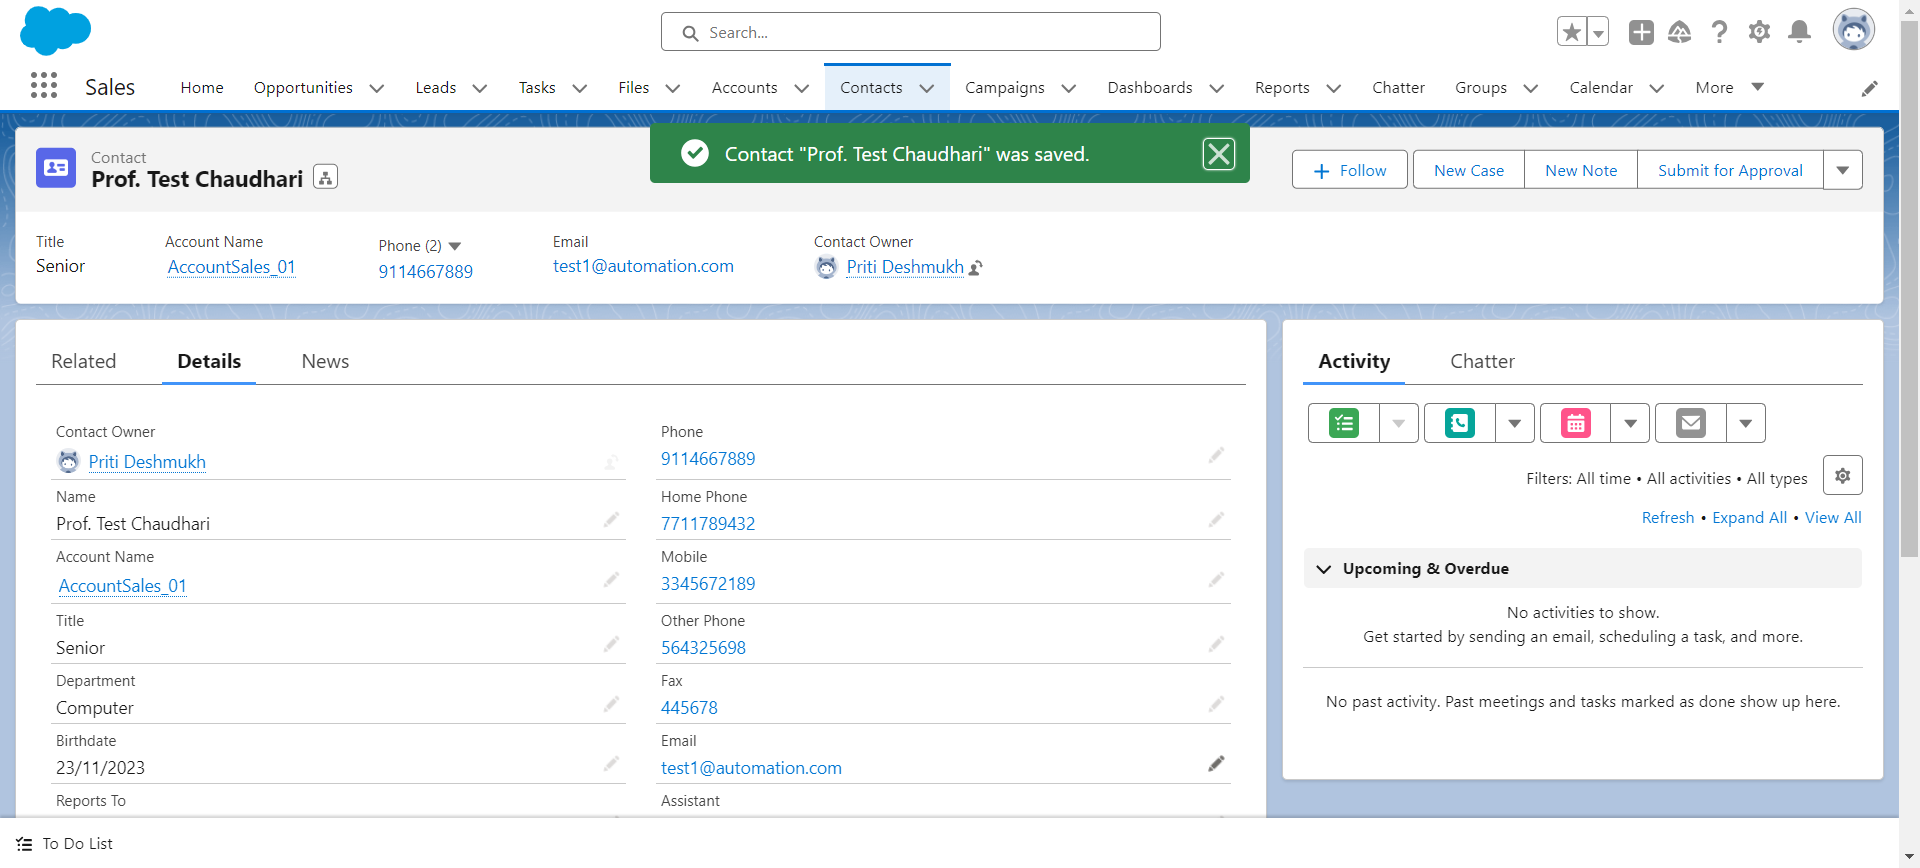 Search...
Sales
Home
Opportunities
Leads
Tasks
Files
Accounts
Contacts
Campaigns
Dashboards
Reports
Chatter
Groups
Calendar
More
Contact "Prof. Test Chaudhari" was saved.
Contact
Prof. Test Chaudhari
Follow
New Case
New Note
Submit for Approval
Title
Senior
Account Name
AccountSales_01
Phone (2)
9114667889
Email
test1@automation.com
Contact Owner
Priti Deshmukh
Related
Details
News
Contact Owner
Priti Deshmukh
Name
Prof. Test Chaudhari
Account Name
AccountSales_01
Title
Senior
Department
Computer
Birthdate
23/11/2023
Reports To
Phone
9114667889
Home Phone
7711789432
Mobile
3345672189
Other Phone
564325698
Fax
445678
Email
test1@automation.com
Assistant
Activity
Chatter
Filters: All time • All activities • All types
Refresh • Expand All • View All
Upcoming & Overdue
No activities to show.
Get started by sending an email, scheduling a task, and more.
No past activity. Past meetings and tasks marked as done show up here.
To Do List